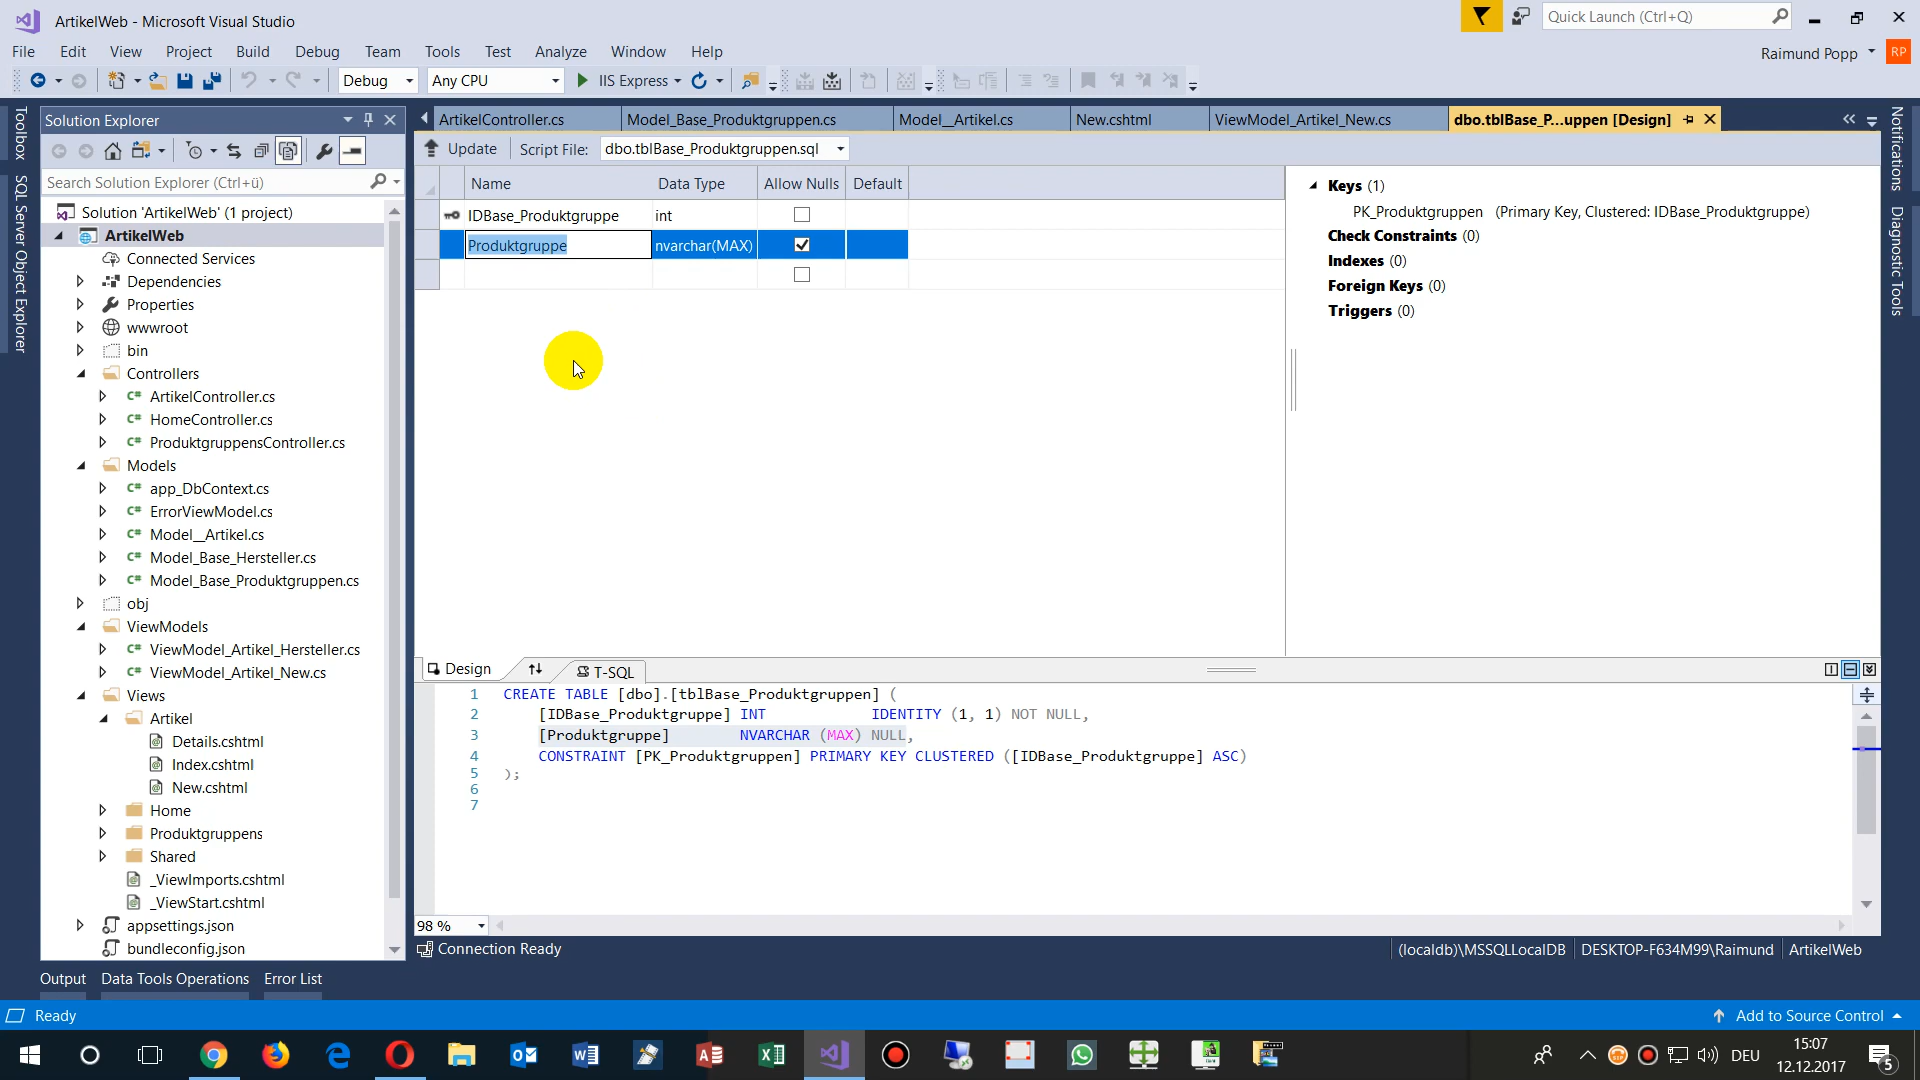 ArtikelWeb - Microsoft Visual Studio
Quick Launch (Ctrl+Q)
File Edit View Project Build Debug Team Tools Test Analyze Window Help
Raimund Popp RP
Debug Any CPU IIS Express
Toolbox
SQL Server Object Explorer
Solution Explorer
Search Solution Explorer (Ctrl+ü)
Solution 'ArtikelWeb' (1 project)
ArtikelWeb
Connected Services
Dependencies
Properties
wwwroot
bin
Controllers
C# ArtikelController.cs
C# HomeController.cs
C# ProduktgruppensController.cs
Models
C# app_DbContext.cs
C# ErrorViewModel.cs
C# Model__Artikel.cs
C# Model_Base_Hersteller.cs
C# Model_Base_Produktgruppen.cs
obj
ViewModels
C# ViewModel_Artikel_Hersteller.cs
C# ViewModel_Artikel_New.cs
Views
Artikel
Details.cshtml
Index.cshtml
New.cshtml
Home
Produktgruppens
Shared
_ViewImports.cshtml
_ViewStart.cshtml
appsettings.json
bundleconfig.json
ArtikelController.cs Model_Base_Produktgruppen.cs Model__Artikel.cs New.cshtml ViewModel_Artikel_New.cs dbo.tblBase_P...uppen [Design]
Update Script File: dbo.tblBase_Produktgruppen.sql
Name Data Type Allow Nulls Default
IDBase_Produktgruppe int
Produktgruppe nvarchar(MAX)
Keys (1)
PK_Produktgruppen (Primary Key, Clustered: IDBase_Produktgruppe)
Check Constraints (0)
Indexes (0)
Foreign Keys (0)
Triggers (0)
Notifications
Diagnostic Tools
Design T-SQL
1 CREATE TABLE [dbo].[tblBase_Produktgruppen] (
2 [IDBase_Produktgruppe] INT IDENTITY (1, 1) NOT NULL,
3 [Produktgruppe] NVARCHAR (MAX) NULL,
4 CONSTRAINT [PK_Produktgruppen] PRIMARY KEY CLUSTERED ([IDBase_Produktgruppe] ASC)
5 );
6
7
98 %
Connection Ready (localdb)\MSSQLLocalDB DESKTOP-F634M99\Raimund ArtikelWeb
Output Data Tools Operations Error List
Ready Add to Source Control
DEU
15:07
12.12.2017
5